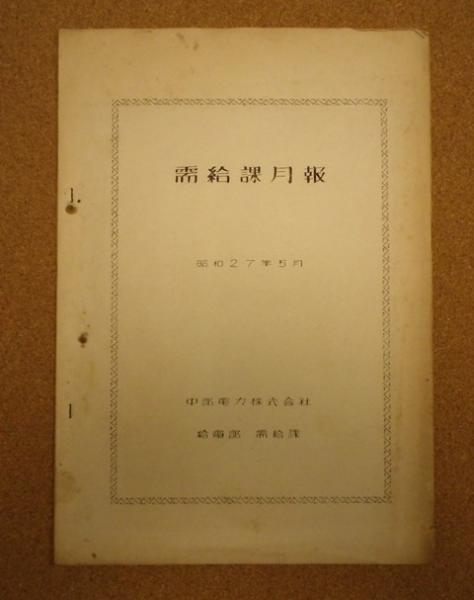 需給課月報
昭和27年5月
中部電力株式会社
給電部 需給課